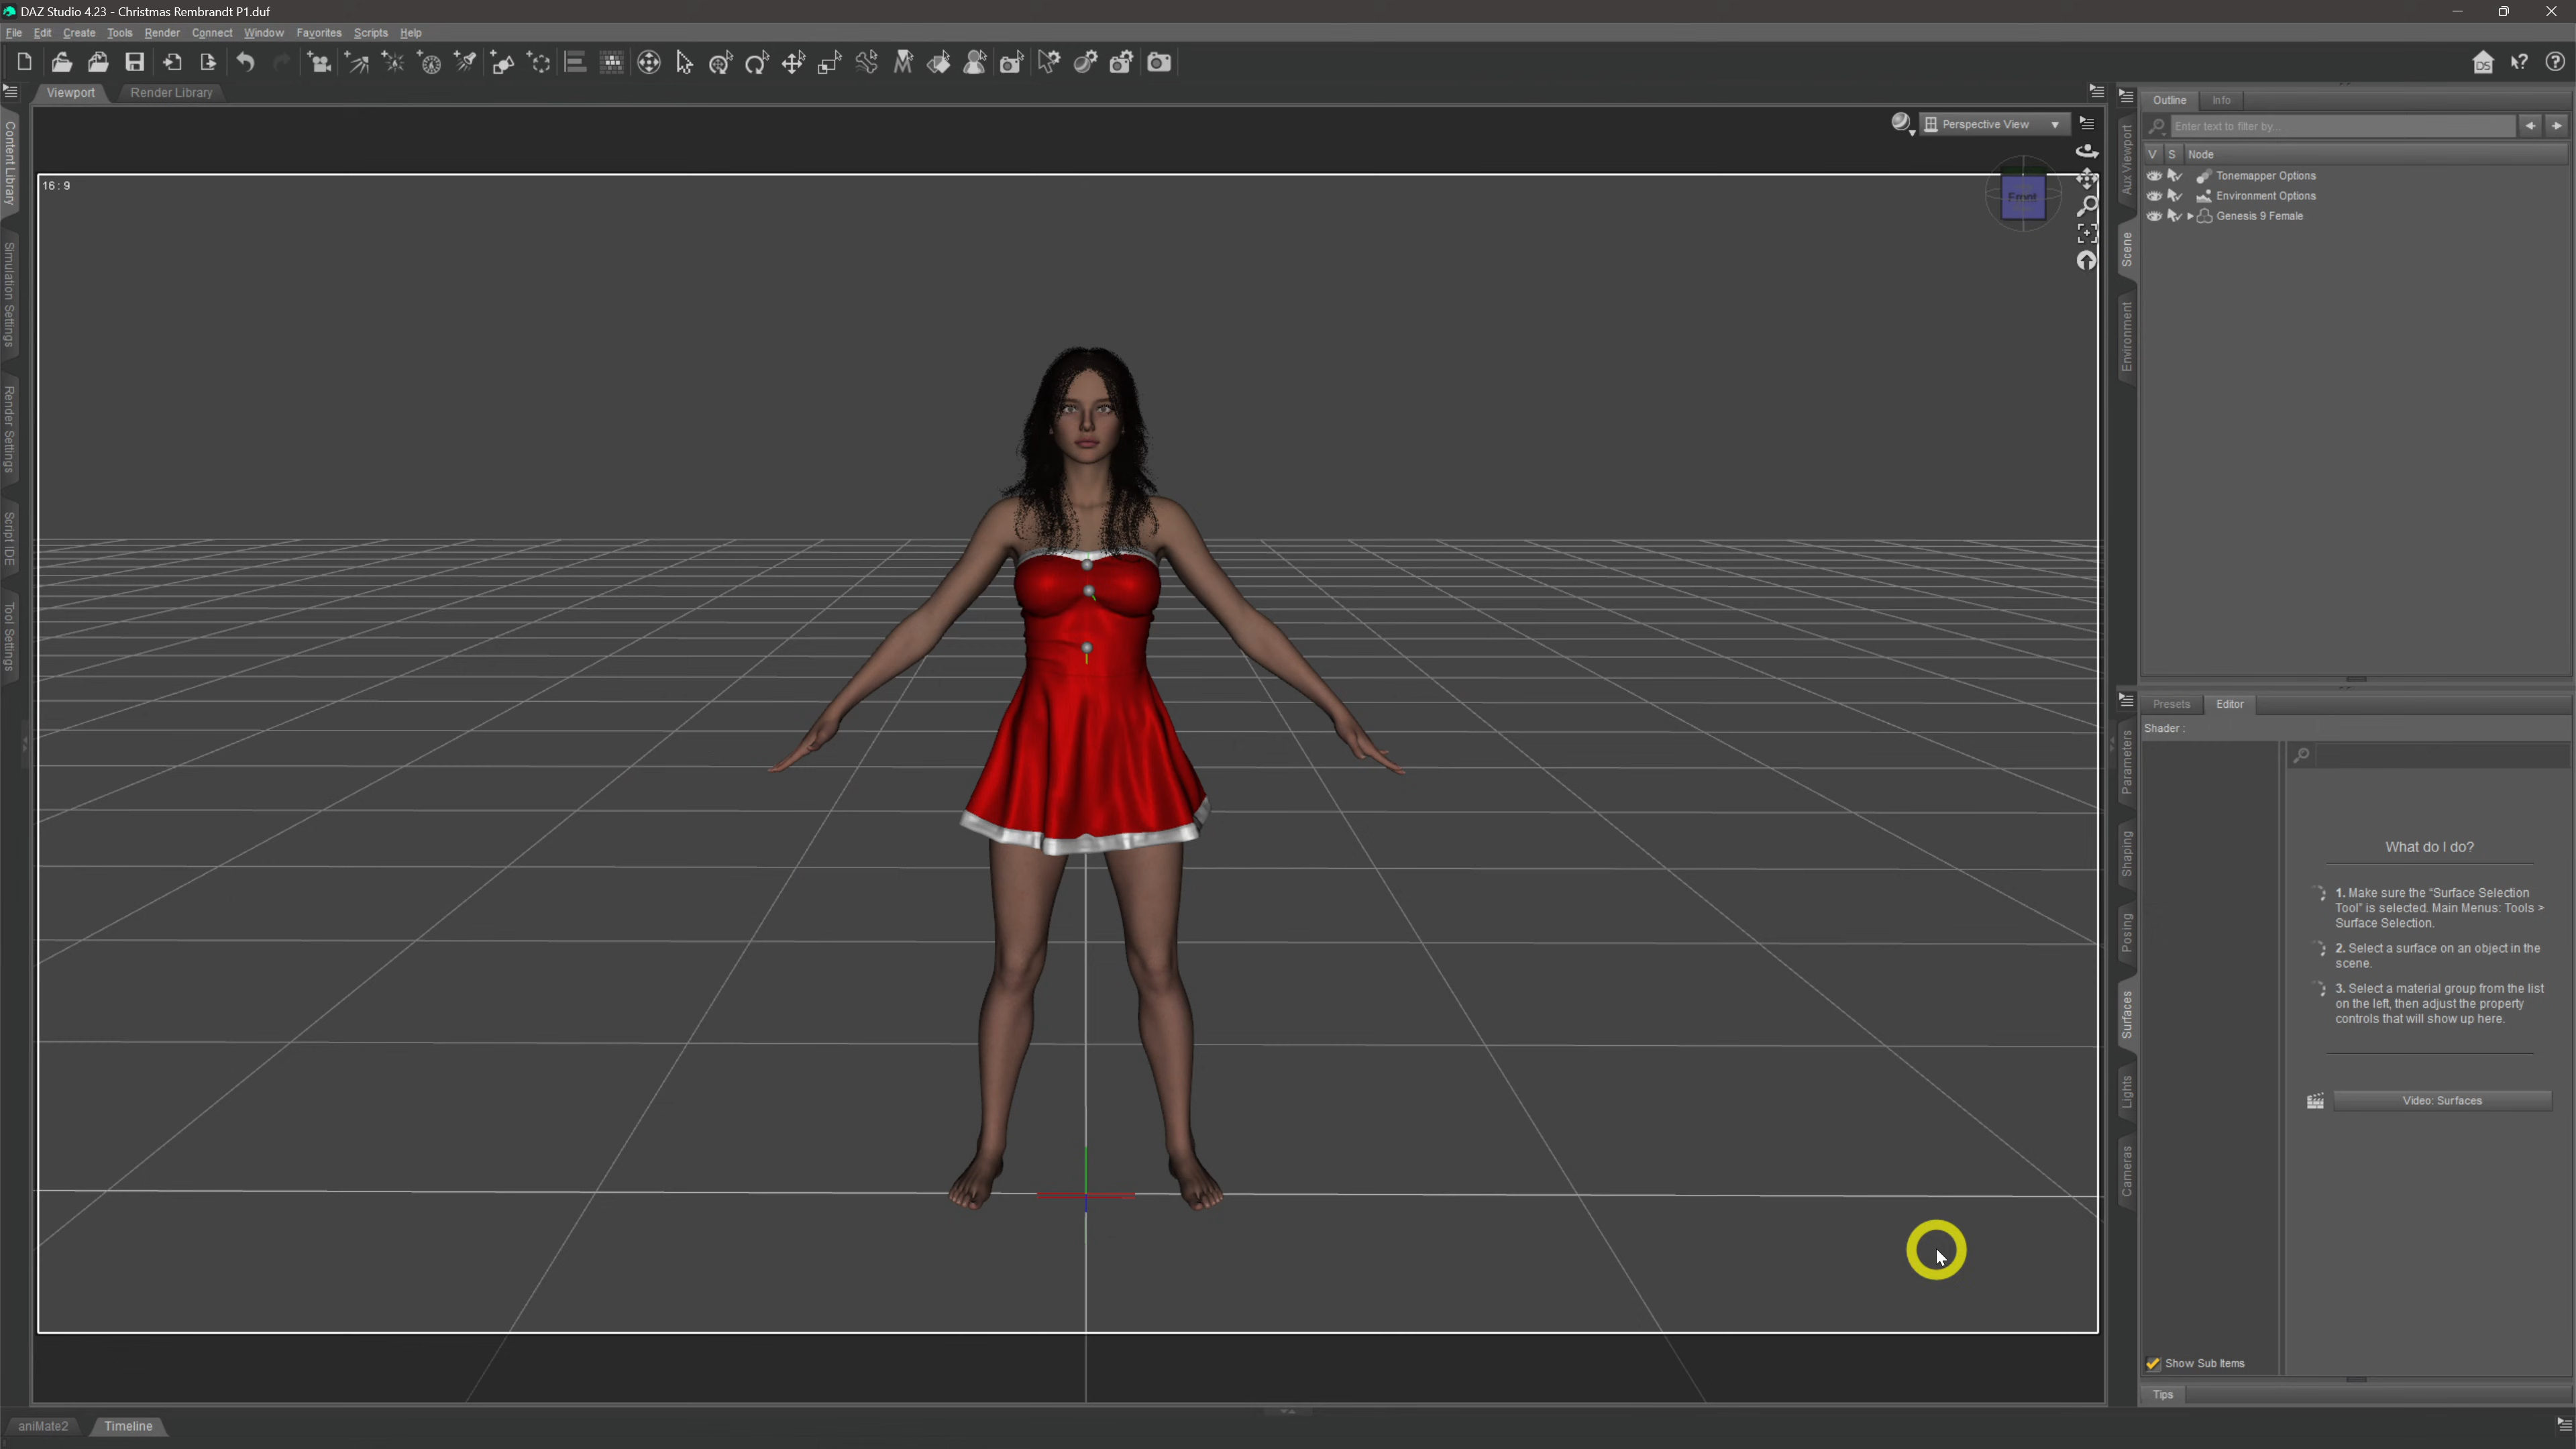 DAZ Studio 4.23 - Christmas Rembrandt P1.duf
File Edit Create Tools Render Connect Window Favorites Scripts Help
DS
Viewport Render Library
Content Library
Simulation Settings
Render Settings
Script IDE
Tool Settings
16 : 9
Perspective View
Front
Aux Viewport
Scene
Environment
Outline Info
Enter text to filter by...
V S Node
Tonemapper Options
Environment Options
Genesis 9 Female
Presets Editor
Shader :
Parameters
Shaping
Posing
Surfaces
Lights
Cameras
What do I do?
1. Make sure the "Surface Selection
Tool" is selected. Main Menus: Tools >
Surface Selection.
2. Select a surface on an object in the
scene.
3. Select a material group from the list
on the left, then adjust the property
controls that will show up here.
Video: Surfaces
Show Sub Items
Tips
aniMate2 Timeline